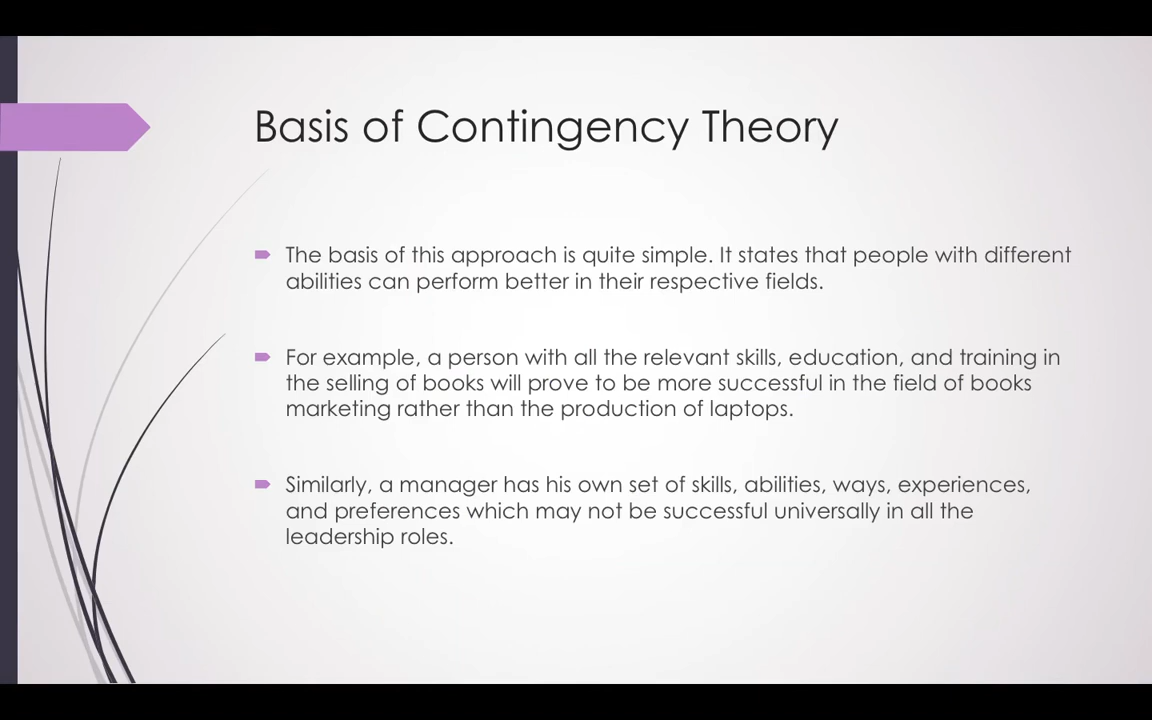 Basis of Contingency Theory
The basis of this approach is quite simple. It states that people with different
abilities can perform better in their respective fields.
For example, a person with all the relevant skills, education, and training in
the selling of books will prove to be more successful in the field of books
marketing rather than the production of laptops.
Similarly, a manager has his own set of skills, abilities, ways, experiences,
and preferences which may not be successful universally in all the
leadership roles.